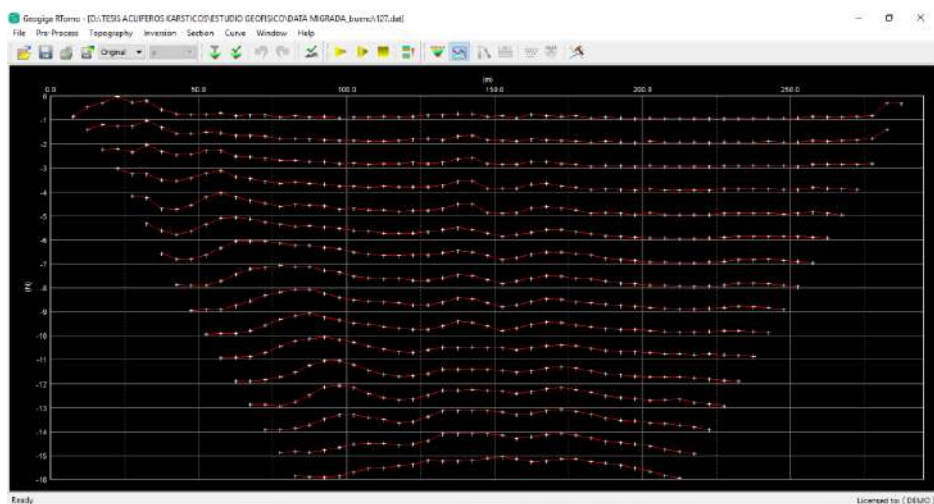 Geogiga RTomo - [D:\TESIS ACUIFEROS KARSTICOS\ESTUDIO GEOFISICO\DATA MIGRADA_bueno\127.dat]
File Pre-Process Topography Inversion Section Curve Window Help
Original
(m)
0.0 50.0 100.0 150.0 200.0 250.0
0
-1
-2
-3
-4
-5
-6
-7
-8
(N)
-9
-10
-11
-12
-13
-14
-15
-16
Ready Licensed to: ( DEMO